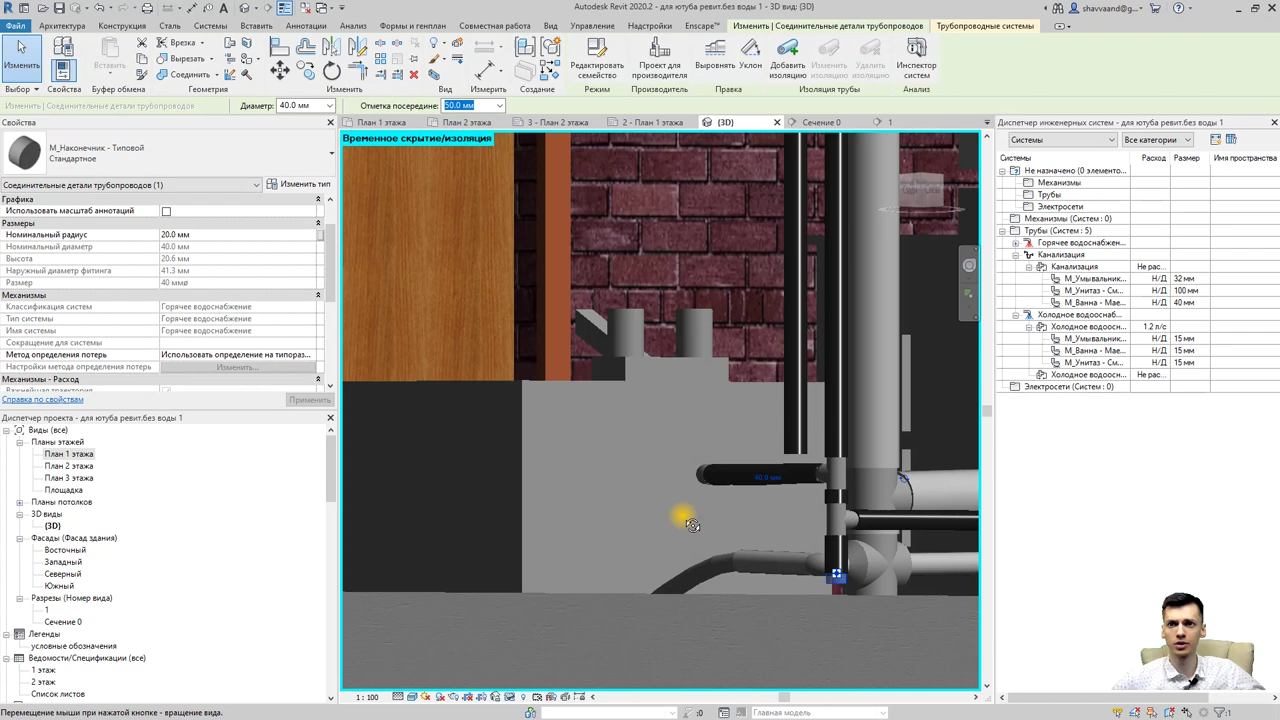 Autodesk Revit 2020.2 - для ютуба ревит.без воды 1 - 3D вид: (3D)
shavvaand@g...
Файл Архитектура Конструкция Сталь Системы Вставить Аннотации Анализ Формы и генплан Совместная работа Вид Управление Надстройки Enscape™ Изменить | Соединительные детали трубопроводов Трубопроводные системы
Изменить
Вставить
Врезка
Вырезать
Соединить
Редактировать семейство
Проект для производителя
Выровнять
Уклон
Добавить изоляцию
Изменить изоляцию
Удалить изоляцию
Инспектор систем
Выбор Свойства Буфер обмена Геометрия Изменить Вид Измерить Создание Режим Производитель Правка Изоляция трубы Анализ
Изменить | Соединительные детали трубопроводов Диаметр: 40.0 мм Отметка посередине: 50.0 мм
Свойства
План 1 этажа План 2 этажа 3 - План 2 этажа 2 - План 1 этажа (3D) Сечение 0 1
Диспетчер инженерных систем - для ютуба ревит.без воды 1
Временное скрытие/изоляция
М_Наконечник - Типовой
Стандартное
Соединительные детали трубопроводов (1) Изменить тип
Графика
Использовать масштаб аннотаций
Размеры
Номинальный радиус 20.0 мм
Номинальный диаметр 40.0 мм
Высота 20.6 мм
Наружный диаметр фитинга 41.3 мм
Размер 40 ммø
Механизмы
Классификация систем Горячее водоснабжение
Тип системы Горячее водоснабжение
Имя системы Горячее водоснабжение
Сокращение для системы
Метод определения потерь Использовать определение на типораз...
Настройки метода определения потерь Изменить...
Механизмы - Расход
Справка по свойствам Применить
Диспетчер проекта - для ютуба ревит.без воды 1
Виды (все)
Планы этажей
План 1 этажа
План 2 этажа
План 3 этажа
Площадка
Планы потолков
3D виды
(3D)
Фасады (Фасад здания)
Восточный
Западный
Северный
Южный
Разрезы (Номер вида)
1
Сечение 0
Легенды
условные обозначения
Ведомости/Спецификации (все)
1 этаж
2 этаж
Список листов
40.0 мм
Системы Все категории
Системы Расход Размер Имя пространства
Не назначено (0 элементо...
Механизмы
Трубы
Электросети
Механизмы (Систем : 0)
Трубы (Систем : 5)
Горячее водоснабжен...
Канализация
Канализация Не рас...
М_Умывальник... Н/Д 32 мм
М_Унитаз - См... Н/Д 100 мм
М_Ванна - Мае... Н/Д 40 мм
Холодное водоснаб...
Холодное водоосн... 1.2 л/с
М_Умывальник... Н/Д 15 мм
М_Ванна - Мае... Н/Д 15 мм
М_Унитаз - См... Н/Д 15 мм
Холодное водоосн... Не рас...
Электросети (Систем : 0)
1 : 100
Перемещение мыши при нажатой кнопке - вращение вида.
:0 Главная модель :1